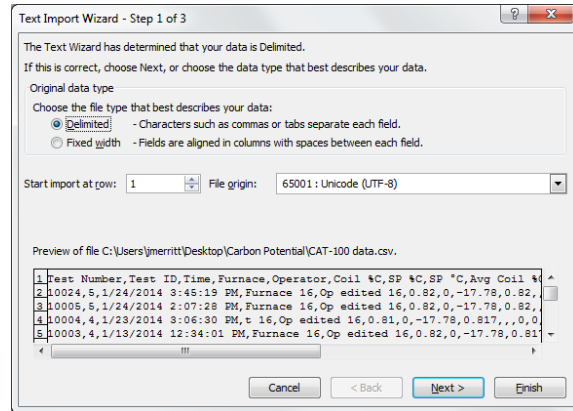 Text Import Wizard - Step 1 of 3
The Text Wizard has determined that your data is Delimited.
If this is correct, choose Next, or choose the data type that best describes your data.
Original data type
Choose the file type that best describes your data:
Delimited - Characters such as commas or tabs separate each field.
Fixed width - Fields are aligned in columns with spaces between each field.
Start import at row: 1 File origin: 65001 : Unicode (UTF-8)
Preview of file C:\Users\jmerritt\Desktop\Carbon Potential\CAT-100 data.csv.
1 Test Number,Test ID,Time,Furnace,Operator,Coil %C,SP %C,SP °C,Avg Coil %C
2 10024,5,1/24/2014 3:45:19 PM,Furnace 16,Op edited 16,0.82,0,-17.78,0.82,,
3 10005,5,1/24/2014 2:07:28 PM,Furnace 16,Op edited 16,0.82,0,-17.78,0.82,,
4 10004,4,1/23/2014 3:06:30 PM,t 16,Op edited 16,0.81,0,-17.78,0.817,,,0,0,
5 10003,4,1/13/2014 12:34:01 PM,Furnace 16,Op edited 16,0.82,0,-17.78,0.817
Cancel < Back Next > Finish